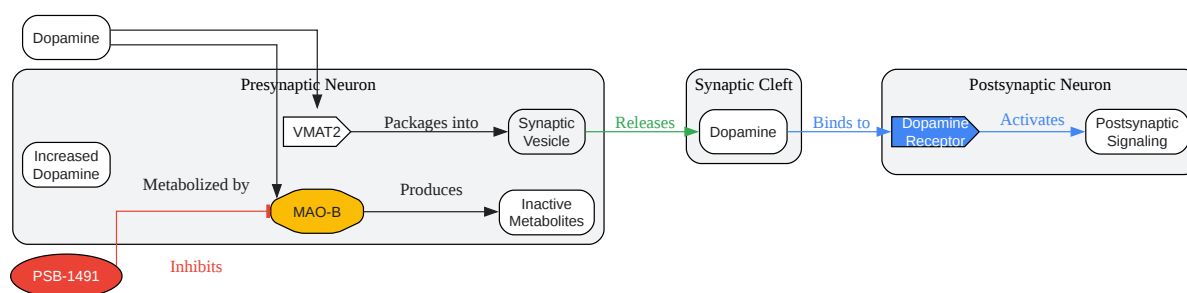 Dopamine
Presynaptic Neuron
Synaptic Cleft
Postsynaptic Neuron
VMAT2
Packages into
Synaptic
Vesicle
Releases
Dopamine
Binds to
Dopamine
Receptor
Activates
Postsynaptic
Signaling
Increased
Dopamine
Metabolized by
MAO-B
Produces
Inactive
Metabolites
PSB-1491
Inhibits